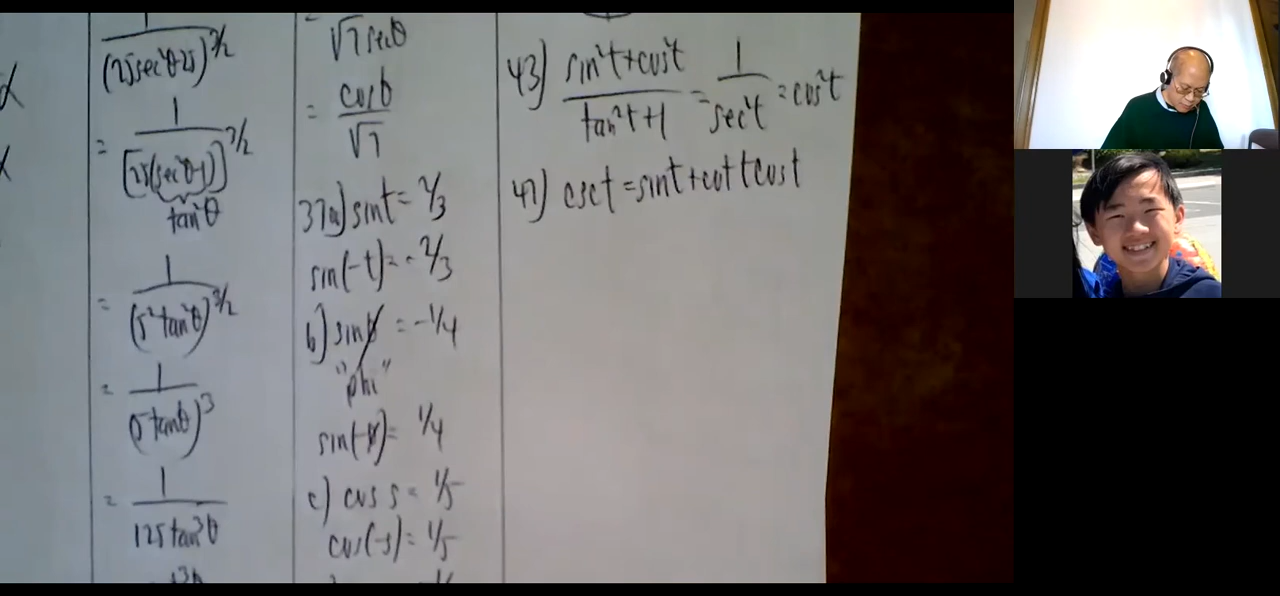 1
(25sec²θ-25)^3/2
= 1
[25(sec²θ-1)]^3/2
tan²θ
= 1
(5²tan²θ)^3/2
= 1
(5tanθ)^3
= 1
125tan³θ
=
√7secθ
= cosθ
√7
37a) sint = 2/3
sin(-t) = -2/3
b) sinϕ = -1/4
"phi"
sin(-ϕ) = 1/4
c) cos s = 1/5
cos(-s) = 1/5
43) sin²t+cos²t = 1 = cos²t
tan²t+1 sec²t
47) csct = sint+cottcost